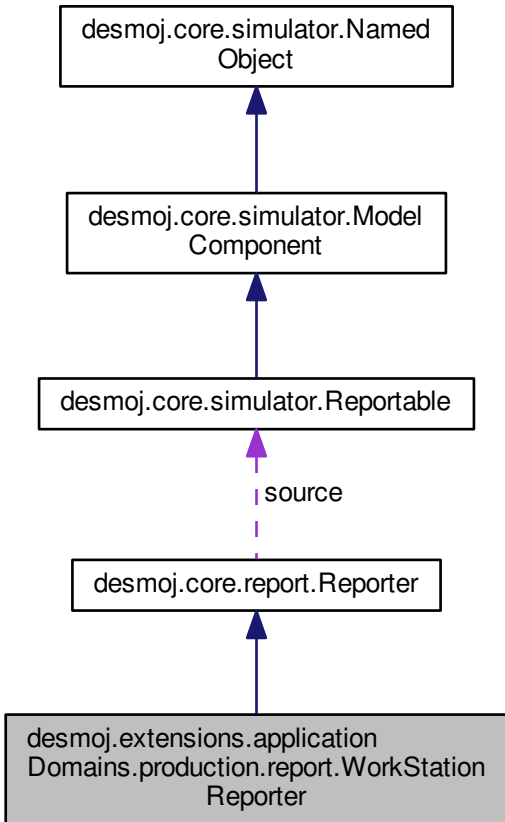 desmoj.core.simulator.Named
Object
desmoj.core.simulator.Model
Component
desmoj.core.simulator.Reportable
source
desmoj.core.report.Reporter
desmoj.extensions.application
Domains.production.report.WorkStation
Reporter